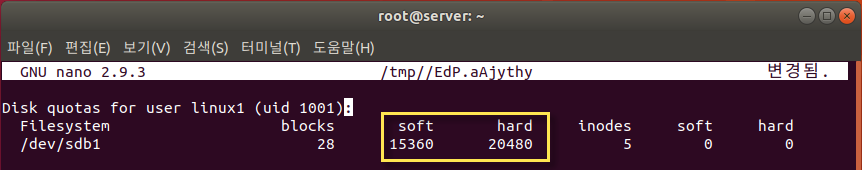 root@server: ~
파일(F) 편집(E) 보기(V) 검색(S) 터미널(T) 도움말(H)
GNU nano 2.9.3 /tmp//EdP.aAjythy 변경됨.
Disk quotas for user linux1 (uid 1001):
Filesystem blocks soft hard inodes soft hard
/dev/sdb1 28 15360 20480 5 0 0